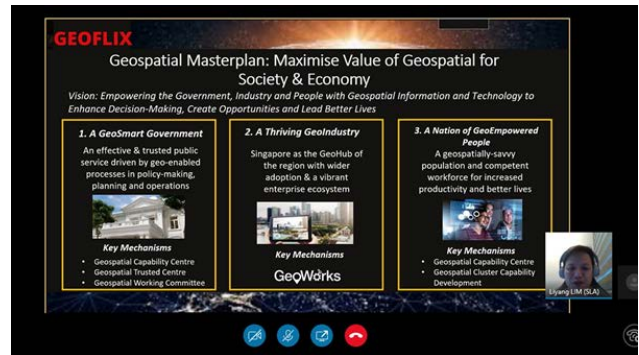 GEOFLIX
Geospatial Masterplan: Maximise Value of Geospatial for
Society & Economy
Vision: Empowering the Government, Industry and People with Geospatial Information and Technology to
Enhance Decision-Making, Create Opportunities and Lead Better Lives
1. A GeoSmart Government
An effective & trusted public
service driven by geo-enabled
processes in policy-making,
planning and operations
Key Mechanisms
• Geospatial Capability Centre
• Geospatial Trusted Centre
• Geospatial Working Committee
2. A Thriving GeoIndustry
Singapore as the GeoHub of
the region with wider
adoption & a vibrant
enterprise ecosystem
Key Mechanisms
GeoWorks
3. A Nation of GeoEmpowered
People
A geospatially-savvy
population and competent
workforce for increased
productivity and better lives
Key Mechanisms
• Geospatial Capability Centre
• Geospatial Cluster Capability
Development
Liyang LIM (SLA)